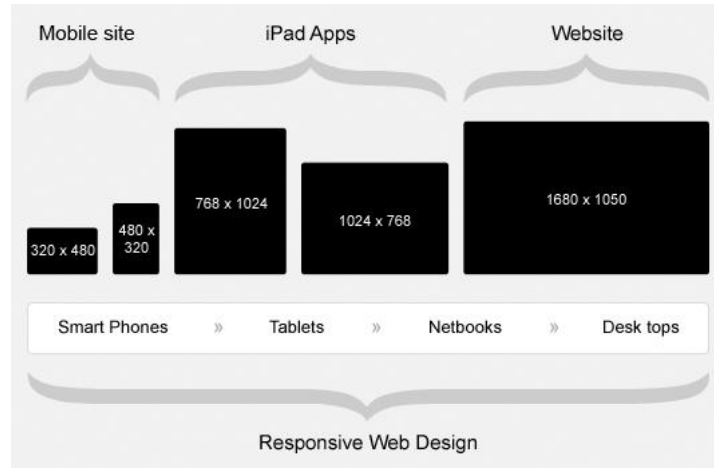 Mobile site
iPad Apps
Website
320 x 480
480 x
320
768 x 1024
1024 x 768
1680 x 1050
Smart Phones » Tablets » Netbooks » Desk tops
Responsive Web Design